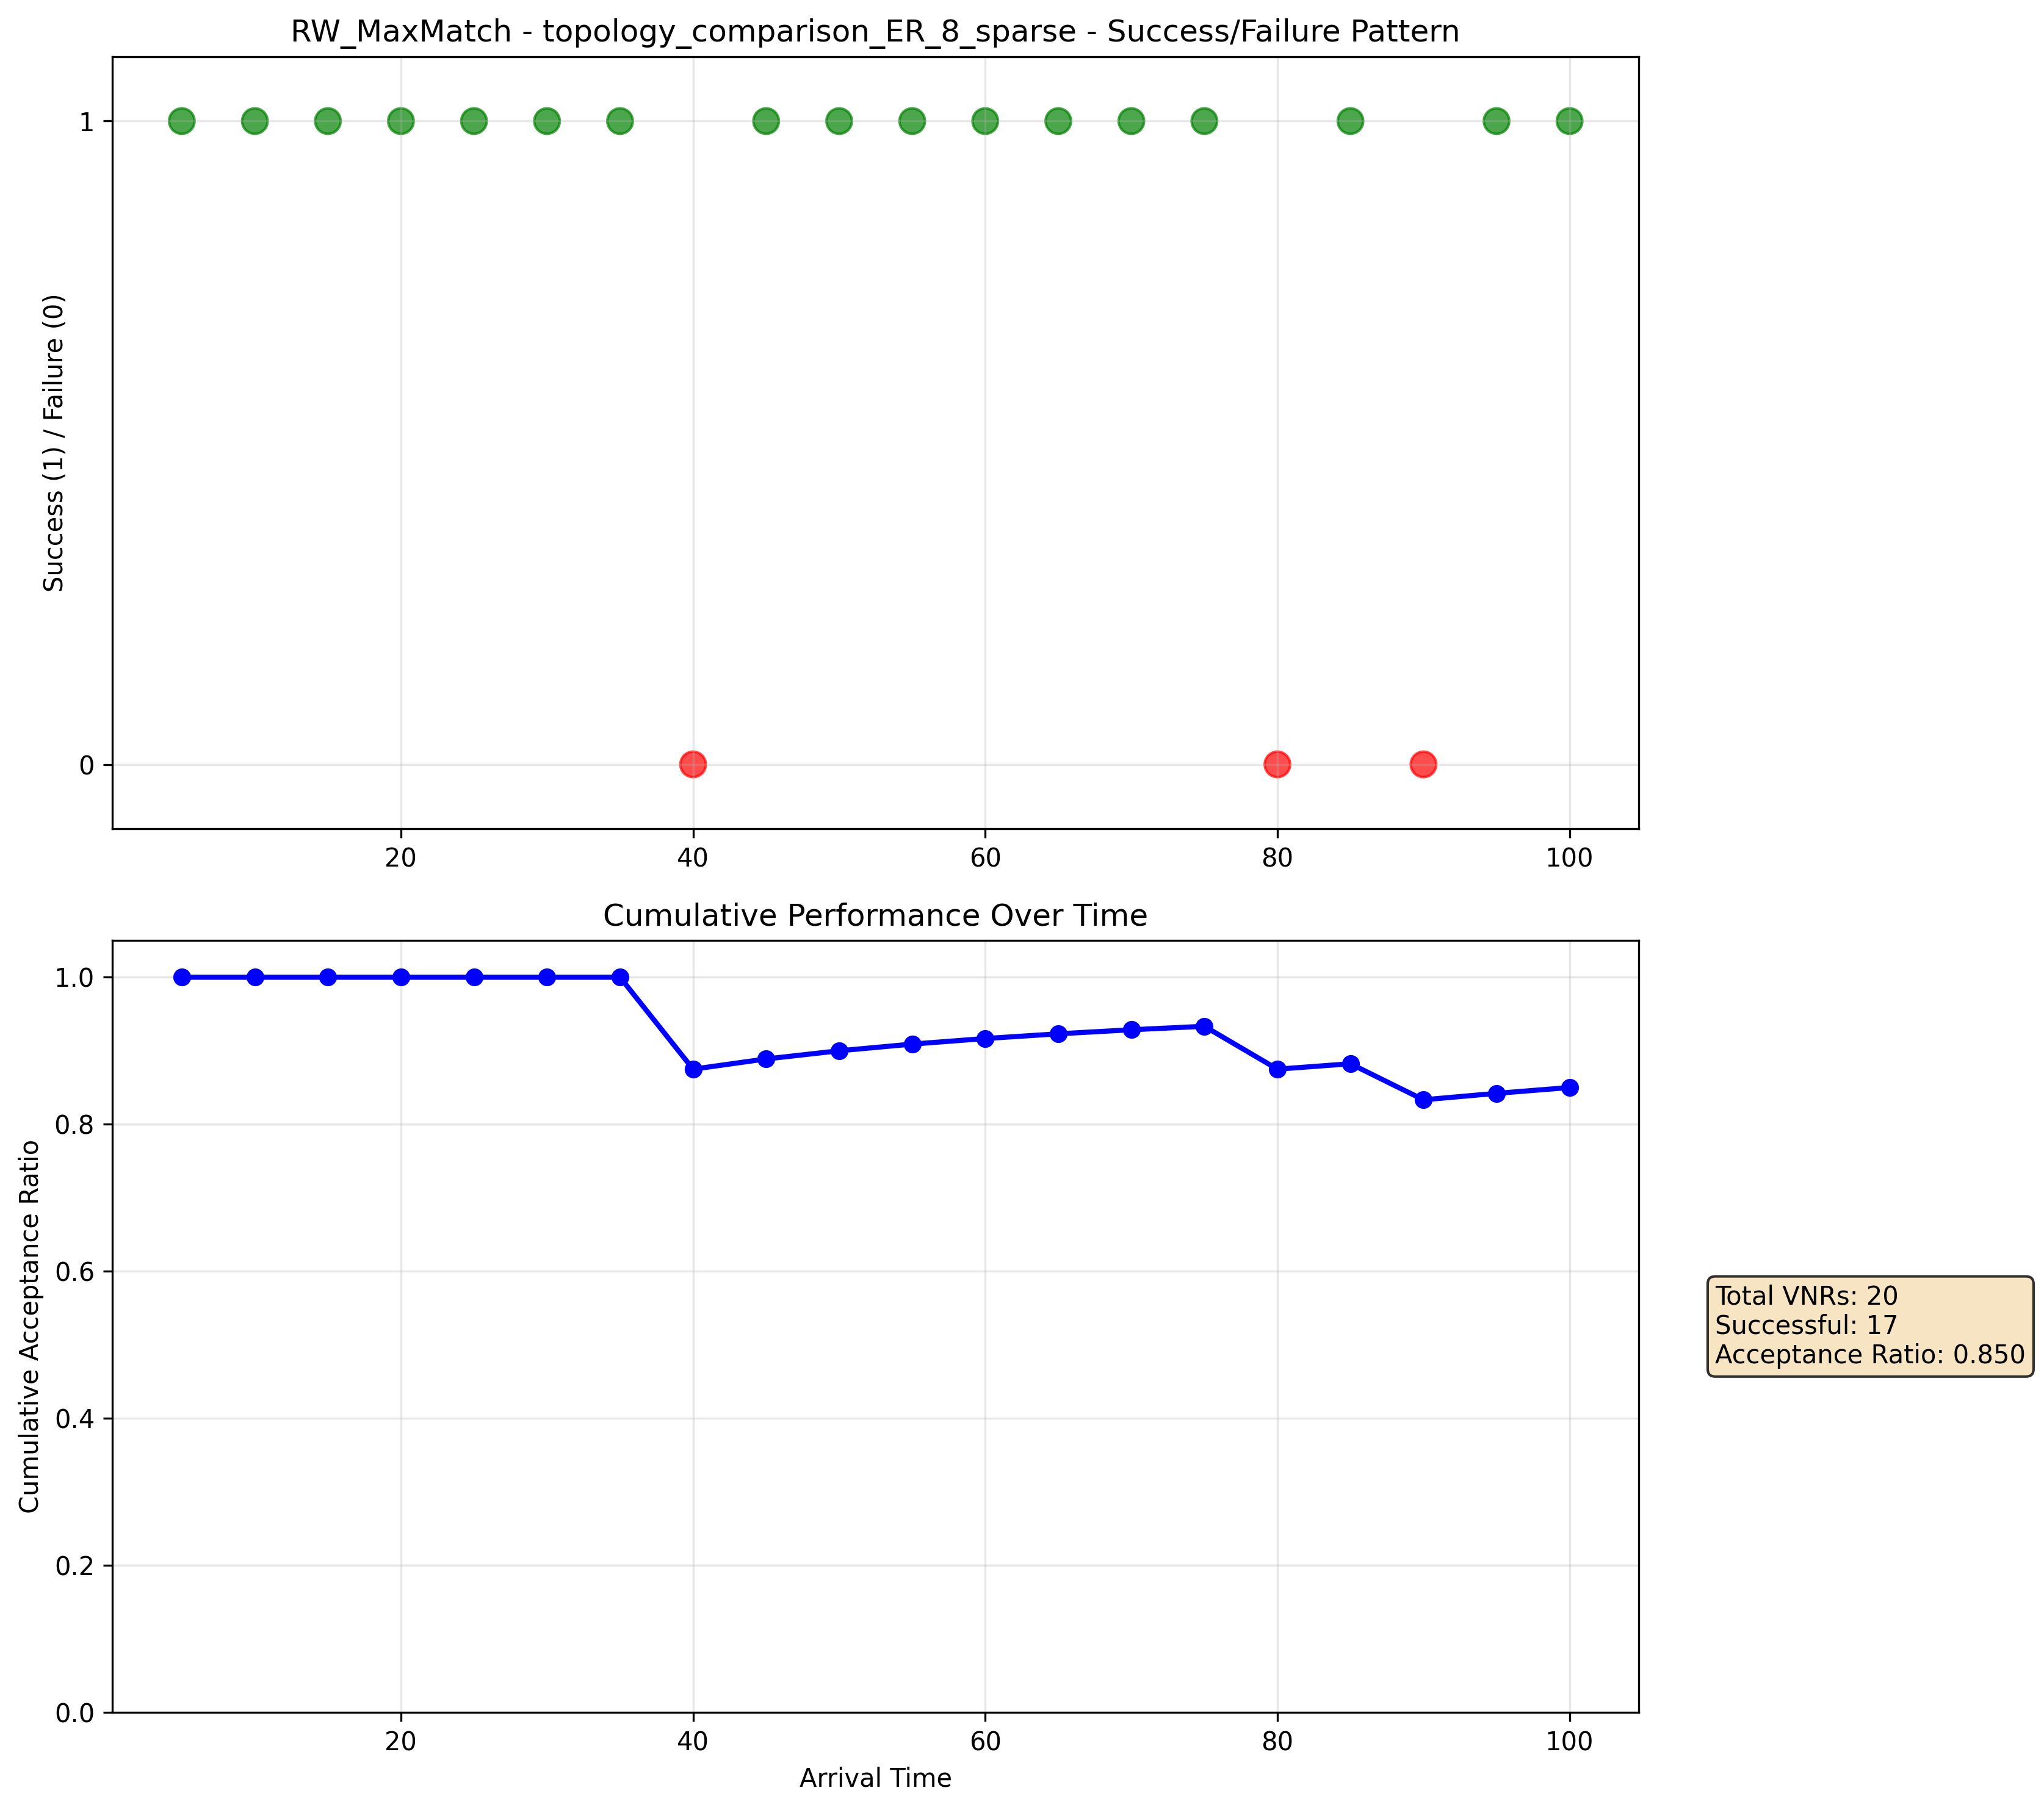 RW_MaxMatch - topology_comparison_ER_8_sparse - Success/Failure Pattern
Success (1) / Failure (0)
1
0
20 40 60 80 100
Cumulative Performance Over Time
Cumulative Acceptance Ratio
1.0
0.8
0.6
0.4
0.2
0.0
20 40 60 80 100
Arrival Time
Total VNRs: 20
Successful: 17
Acceptance Ratio: 0.850